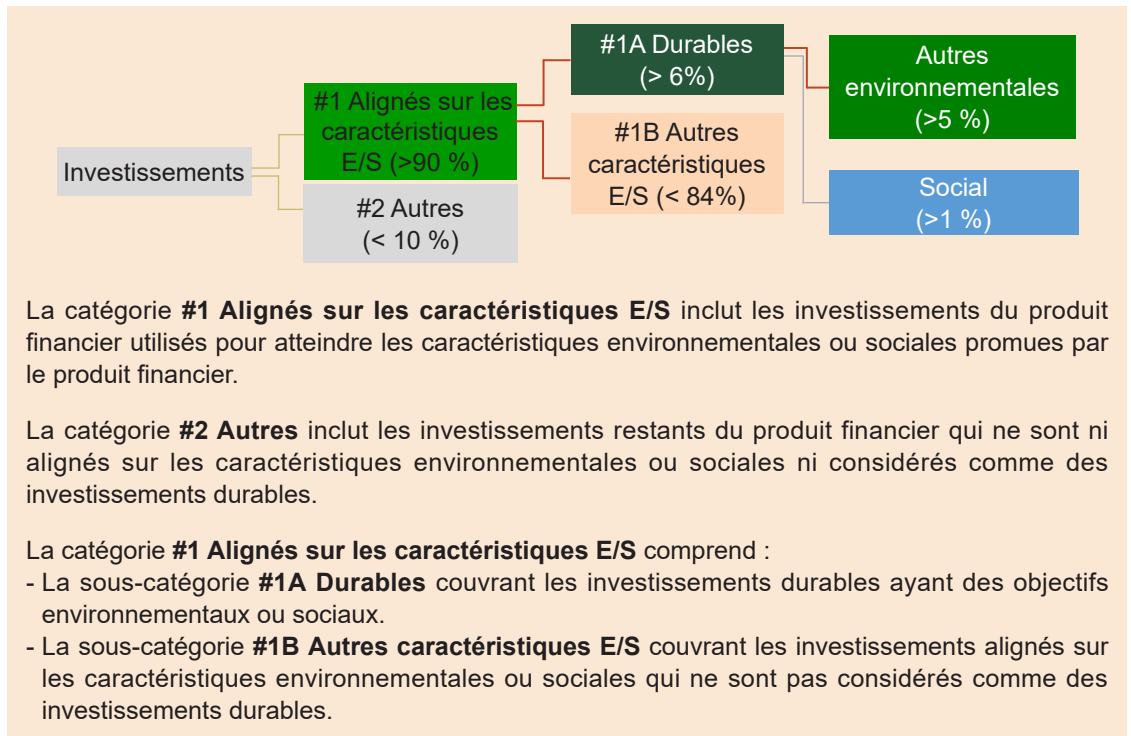 Investissements
#1 Alignés sur les
caractéristiques
E/S (>90 %)
#2 Autres
(< 10 %)
#1A Durables
(> 6%)
#1B Autres
caractéristiques
E/S (< 84%)
Autres
environnementales
(>5 %)
Social
(>1 %)
La catégorie #1 Alignés sur les caractéristiques E/S inclut les investissements du produit
financier utilisés pour atteindre les caractéristiques environnementales ou sociales promues par
le produit financier.
La catégorie #2 Autres inclut les investissements restants du produit financier qui ne sont ni
alignés sur les caractéristiques environnementales ou sociales ni considérés comme des
investissements durables.
La catégorie #1 Alignés sur les caractéristiques E/S comprend :
- La sous-catégorie #1A Durables couvrant les investissements durables ayant des objectifs
environnementaux ou sociaux.
- La sous-catégorie #1B Autres caractéristiques E/S couvrant les investissements alignés sur
les caractéristiques environnementales ou sociales qui ne sont pas considérés comme des
investissements durables.